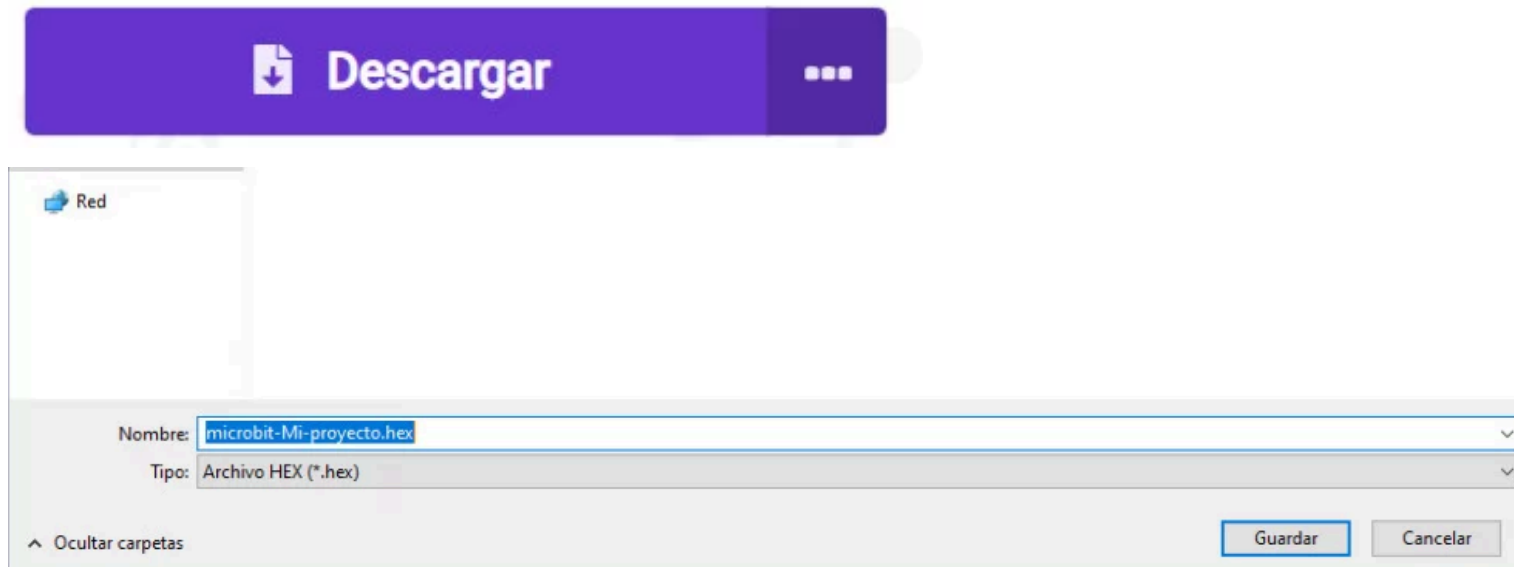 Descargar
Red
Nombre: microbit-Mi-proyecto.hex
Tipo: Archivo HEX (*.hex)
Ocultar carpetas Guardar Cancelar